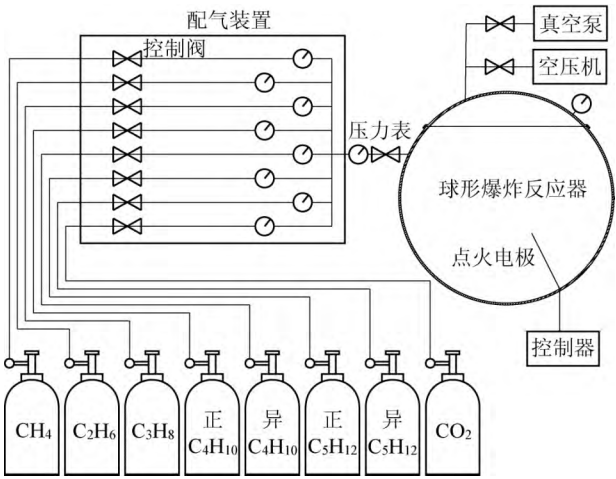 配气装置
控制阀
真空泵
空压机
压力表
球形爆炸反应器
点火电极
控制器
CH₄
C₂H₆
C₃H₈
正
C₄H₁₀
异
C₄H₁₀
正
C₅H₁₂
异
C₅H₁₂
CO₂